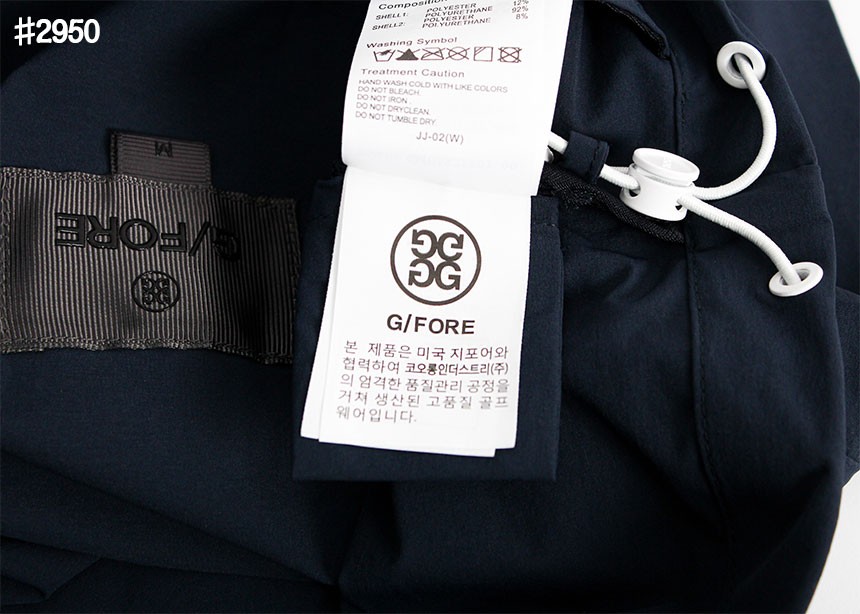 #2950
Composition
SHELL1: POLYESTER 12%
POLYURETHANE 92%
SHELL2: POLYESTER 8%
POLYURETHANE
Washing Symbol
Treatment Caution
HAND WASH COLD WITH LIKE COLORS
DO NOT BLEACH.
DO NOT IRON.
DO NOT DRYCLEAN.
DO NOT TUMBLE DRY.
JJ-02(W)
M
G/FORE
GG
GG
G/FORE
본 제품은 미국 지포어와
협력하여 코오롱인더스트리(주)
의 엄격한 품질관리 공정을
거쳐 생산된 고품질 골프
웨어입니다.